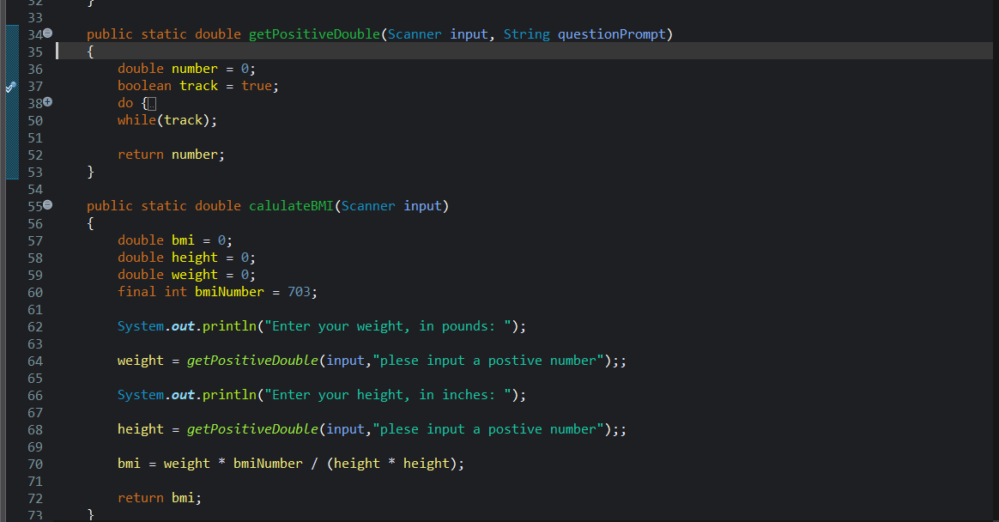 32 }
33
34 public static double getPositiveDouble(Scanner input, String questionPrompt)
35 {
36 double number = 0;
37 boolean track = true;
38 do {..
50 while(track);
51
52 return number;
53 }
54
55 public static double calulateBMI(Scanner input)
56 {
57 double bmi = 0;
58 double height = 0;
59 double weight = 0;
60 final int bmiNumber = 703;
61
62 System.out.println("Enter your weight, in pounds: ");
63
64 weight = getPositiveDouble(input,"plese input a postive number");;
65
66 System.out.println("Enter your height, in inches: ");
67
68 height = getPositiveDouble(input,"plese input a postive number");;
69
70 bmi = weight * bmiNumber / (height * height);
71
72 return bmi;
73 }